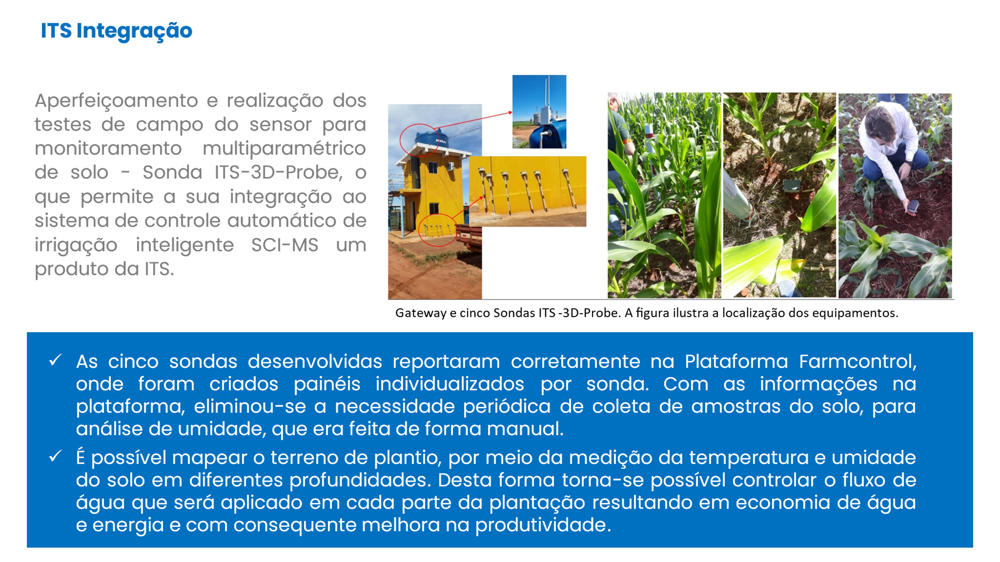 ITS Integração
Aperfeiçoamento e realização dos
testes de campo do sensor para
monitoramento multiparamétrico
de solo - Sonda ITS-3D-Probe, o
que permite a sua integração ao
sistema de controle automático de
irrigação inteligente SCI-MS um
produto da ITS.
Gateway e cinco Sondas ITS -3D-Probe. A figura ilustra a localização dos equipamentos.
✓ As cinco sondas desenvolvidas reportaram corretamente na Plataforma Farmcontrol,
onde foram criados painéis individualizados por sonda. Com as informações na
plataforma, eliminou-se a necessidade periódica de coleta de amostras do solo, para
análise de umidade, que era feita de forma manual.
✓ É possível mapear o terreno de plantio, por meio da medição da temperatura e umidade
do solo em diferentes profundidades. Desta forma torna-se possível controlar o fluxo de
água que será aplicado em cada parte da plantação resultando em economia de água
e energia e com consequente melhora na produtividade.